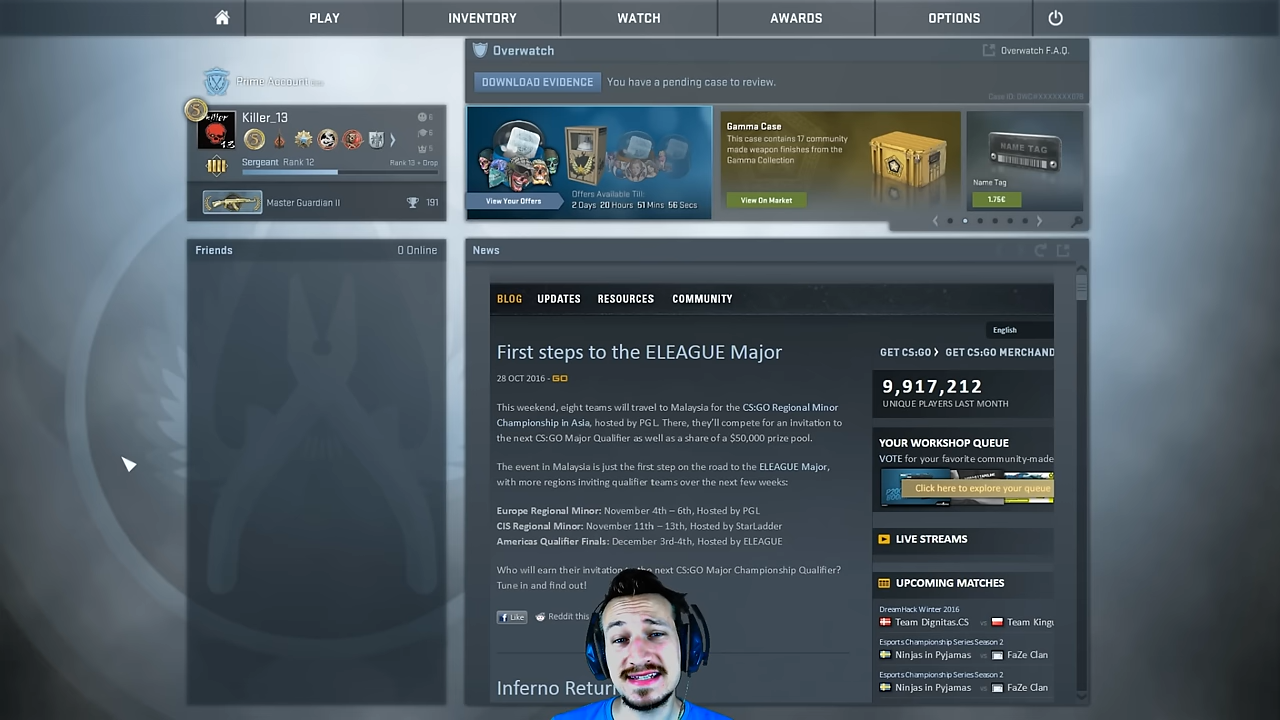 PLAY
INVENTORY
WATCH
AWARDS
OPTIONS
Prime Account
Killer_13
5
Sergeant Rank 12
Rank 13 + Drop
Master Guardian II
191
Friends
0 Online
Overwatch
Overwatch F.A.Q.
DOWNLOAD EVIDENCE
You have a pending case to review.
View Your Offers
Offers Available Till:
2 Days 20 Hours 51 Mins 56 Secs
Gamma Case
This case contains 17 community
made weapon finishes from the
Gamma Collection
View On Market
NAME TAG
Name Tag
1.75€
News
BLOG
UPDATES
RESOURCES
COMMUNITY
English
First steps to the ELEAGUE Major
28 OCT 2016 - GO
This weekend, eight teams will travel to Malaysia for the CS:GO Regional Minor
Championship in Asia, hosted by PGL. There, they'll compete for an invitation to
the next CS:GO Major Qualifier as well as a share of a $50,000 prize pool.
The event in Malaysia is just the first step on the road to the ELEAGUE Major,
with more regions inviting qualifier teams over the next few weeks:
Europe Regional Minor: November 4th – 6th, Hosted by PGL
CIS Regional Minor: November 11th – 13th, Hosted by StarLadder
Americas Qualifier Finals: December 3rd-4th, Hosted by ELEAGUE
Who will earn their invitatio next CS:GO Major Championship Qualifier?
Tune in and find out!
Like
Reddit this
Inferno Retur
GET CS:GO
GET CS:GO MERCHAND
9,917,212
UNIQUE PLAYERS LAST MONTH
YOUR WORKSHOP QUEUE
VOTE for your favorite community-made
Click here to explore your queue
LIVE STREAMS
UPCOMING MATCHES
DreamHack Winter 2016
Team Dignitas.CS vs Team Kingu
Esports Championship Series Season 2
Ninjas in Pyjamas vs FaZe Clan
Esports Championship Series Season 2
Ninjas in Pyjamas vs FaZe Clan